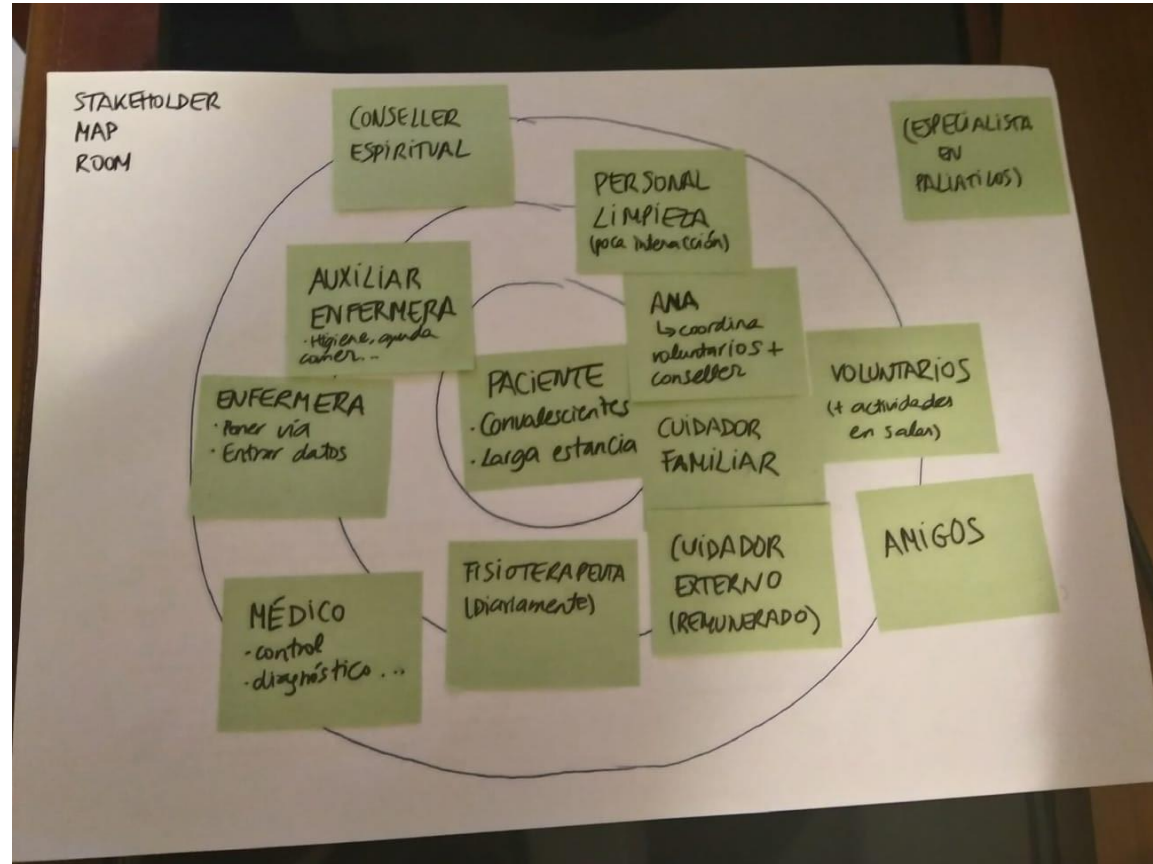 STAKEHOLDER
MAP
ROOM
CONSELLER
ESPIRITUAL
(ESPECIALISTA
EN
PALIATIVOS)
PERSONAL
LIMPIEZA
(poca interacción)
AUXILIAR
ENFERMERA
· Higiene, ayuda
comer...
ANA
↳ coordina
voluntarios +
conseller
ENFERMERA
· Poner vía
· Entrar datos
PACIENTE
· Convalescientes
· Larga estancia
CUIDADOR
FAMILIAR
VOLUNTARIOS
(+ actividades
en salas)
MÉDICO
· control
· diagnóstico ...
FISIOTERAPEUTA
(Diariamente)
CUIDADOR
EXTERNO
(REMUNERADO)
AMIGOS